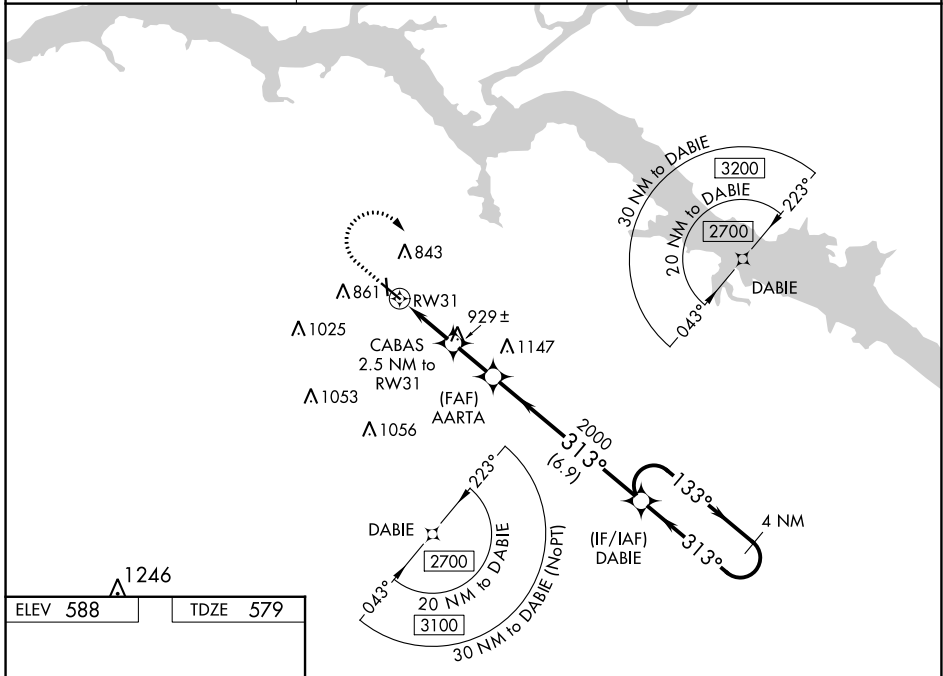 30 NM to DABIE
3200
20 NM to DABIE
2700
223°
043°
DABIE
843
861
RW31
1025
929±
CABAS
2.5 NM to
RW31
1147
1053
(FAF)
AARTA
1056
2000
313°
(6.9)
133°
313°
4 NM
(IF/IAF)
DABIE
223°
DABIE
2700
043°
20 NM to DABIE
3100
30 NM to DABIE (NoPT)
1246
ELEV 588
TDZE 579